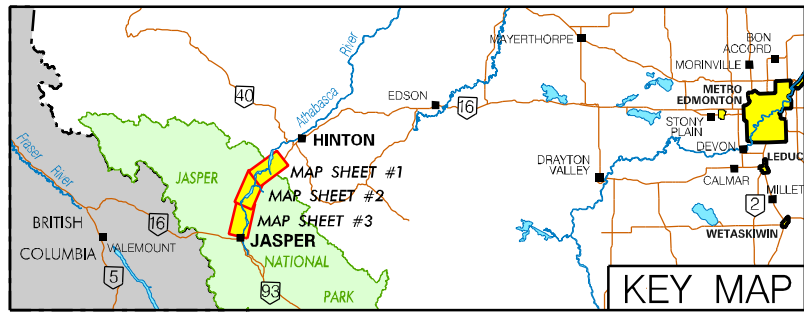 MAYERTHORPE
BON
ACCORD
MORINVILLE
METRO
EDMONTON
Athabasca
River
40
EDSON
16
STONY
PLAIN
HINTON
DEVON
LEDUC
Fraser
River
JASPER
MAP SHEET #1
DRAYTON
VALLEY
CALMAR
MAP SHEET #2
MILLET
2
BRITISH
COLUMBIA
16
MAP SHEET #3
WETASKIWIN
VALEMOUNT
JASPER
NATIONAL
5
93
PARK
KEY MAP